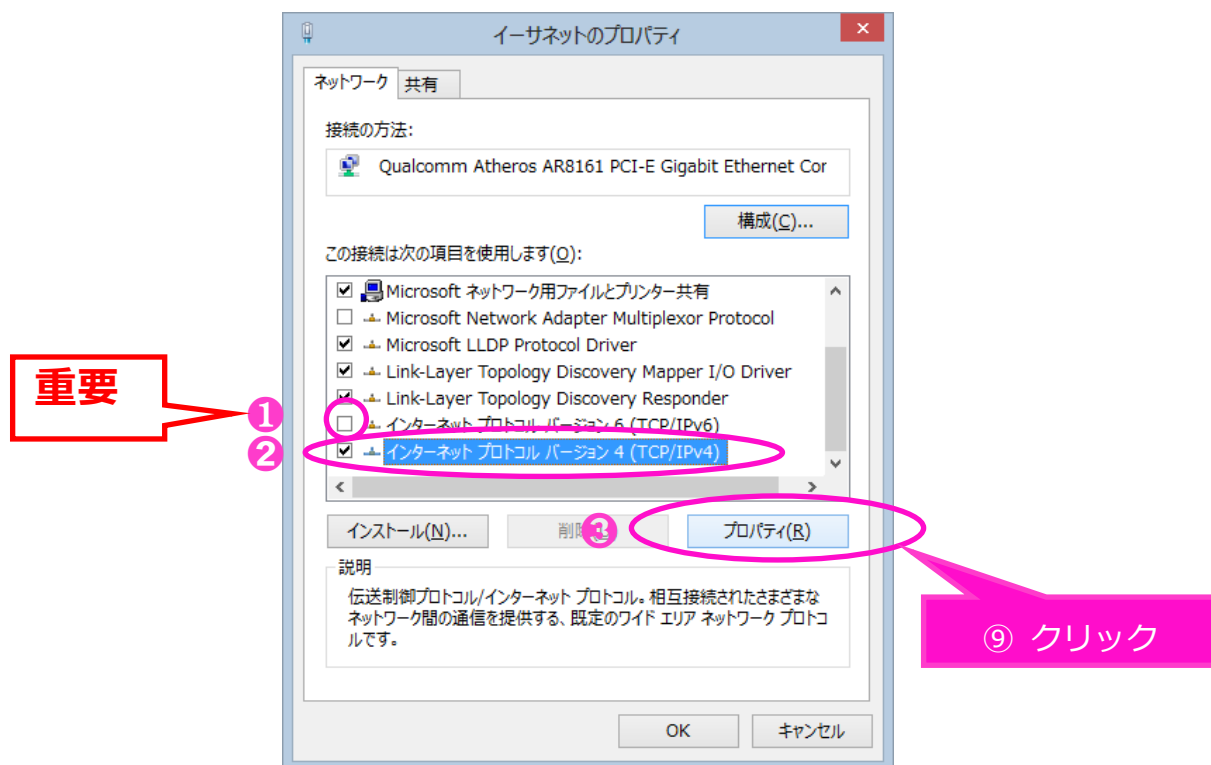 イーサネットのプロパティ
ネットワーク 共有
接続の方法:
Qualcomm Atheros AR8161 PCI-E Gigabit Ethernet Cor
構成(C)...
この接続は次の項目を使用します(O):
Microsoft ネットワーク用ファイルとプリンター共有
Microsoft Network Adapter Multiplexor Protocol
Microsoft LLDP Protocol Driver
Link-Layer Topology Discovery Mapper I/O Driver
Link-Layer Topology Discovery Responder
重要
❶ インターネット プロトコル バージョン 6 (TCP/IPv6)
❷ インターネット プロトコル バージョン 4 (TCP/IPv4)
インストール(N)... 削除 ❸ プロパティ(R)
説明
伝送制御プロトコル/インターネット プロトコル。相互接続されたさまざまな
ネットワーク間の通信を提供する、既定のワイド エリア ネットワーク プロトコ
ルです。
⑨ クリック
OK キャンセル